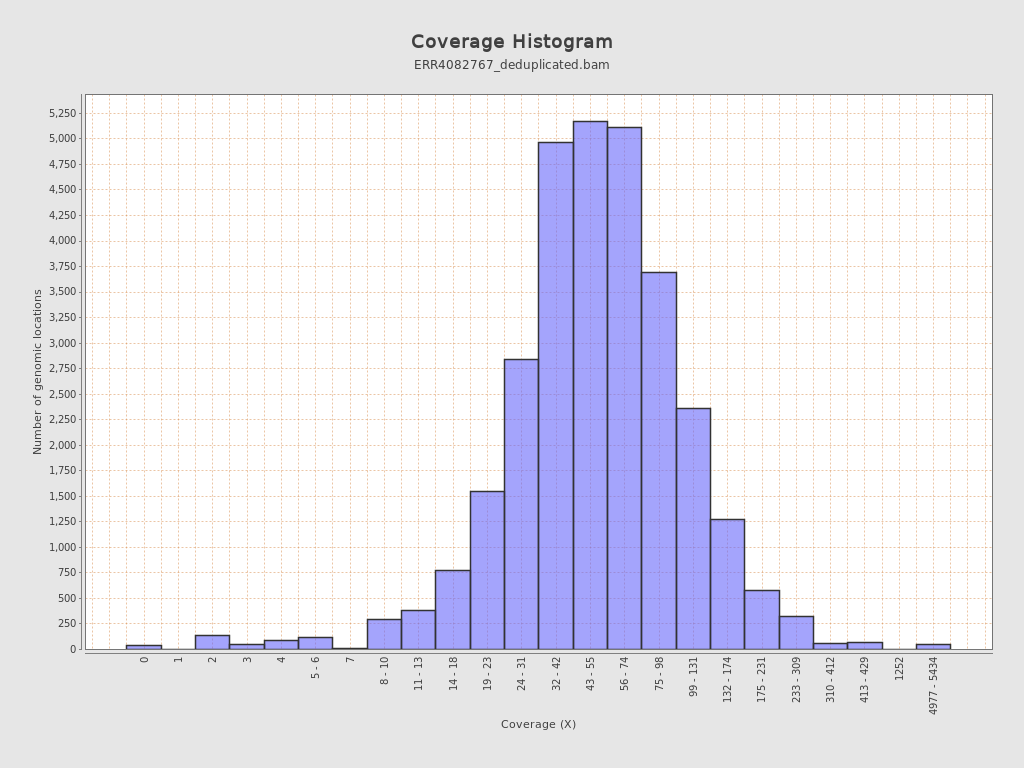 Coverage Histogram
ERR4082767_deduplicated.bam
Number of genomic locations
5,250
5,000
4,750
4,500
4,250
4,000
3,750
3,500
3,250
3,000
2,750
2,500
2,250
2,000
1,750
1,500
1,250
1,000
750
500
250
0
0
1
2
3
4
5 - 6
7
8 - 10
11 - 13
14 - 18
19 - 23
24 - 31
32 - 42
43 - 55
56 - 74
75 - 98
99 - 131
132 - 174
175 - 231
233 - 309
310 - 412
413 - 429
1252
4977 - 5434
Coverage (X)